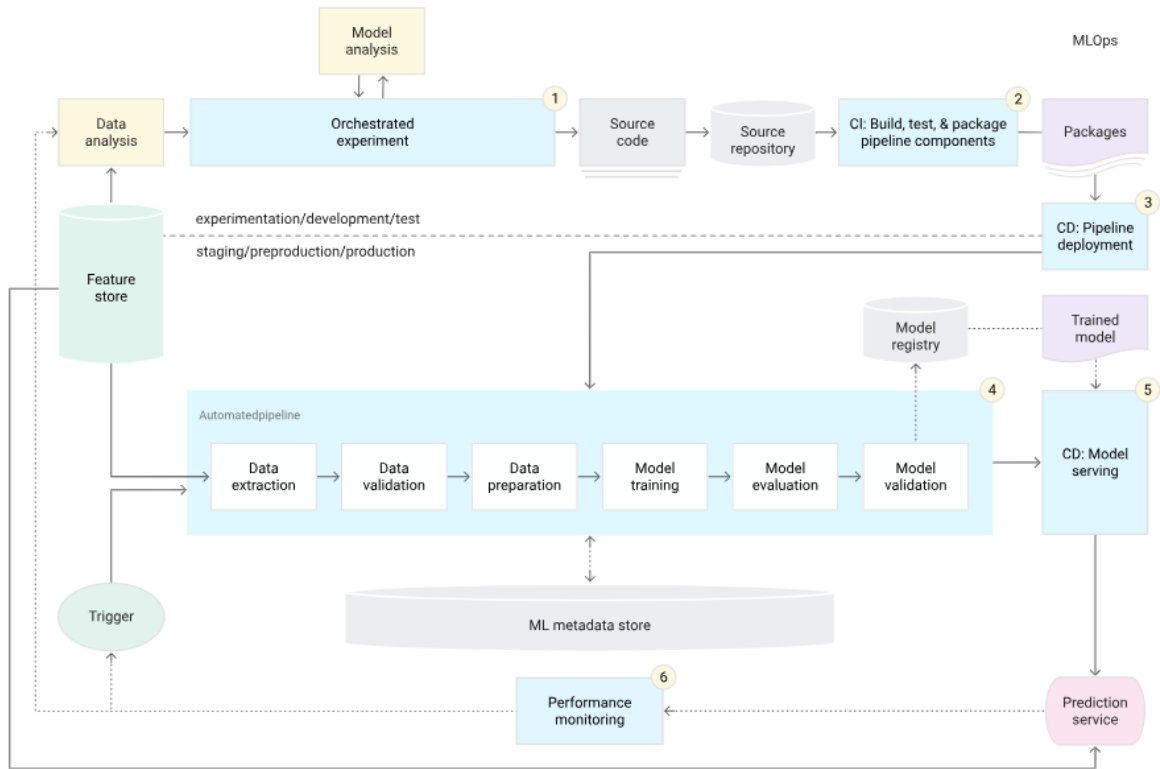 Model
analysis
MLOps
1
2
Data
analysis
Orchestrated
experiment
Source
code
Source
repository
CI: Build, test, & package
pipeline components
Packages
3
experimentation/development/test
staging/preproduction/production
CD: Pipeline
deployment
Feature
store
Model
registry
Trained
model
4
5
Automatedpipeline
Data
extraction
Data
validation
Data
preparation
Model
training
Model
evaluation
Model
validation
CD: Model
serving
Trigger
ML metadata store
6
Performance
monitoring
Prediction
service